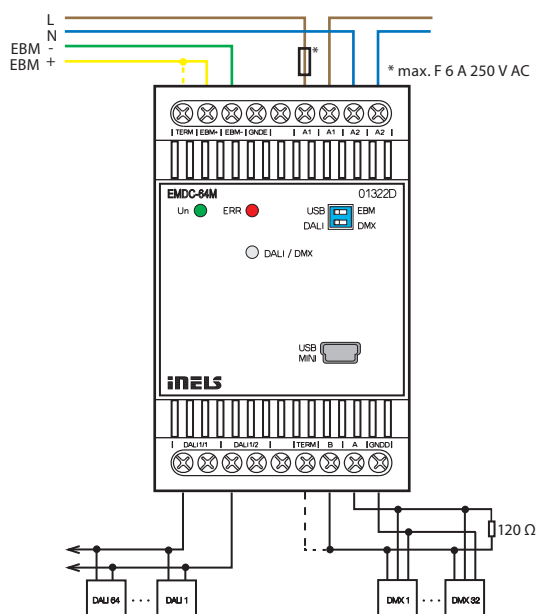 L
N
EBM -
EBM +
*
* max. F 6 A 250 V AC
TERM EBM+ EBM- GNDE A1 A1 A2 A2
EMDC-64M 01322D
Un ERR USB EBM
DALI DMX
DALI / DMX
USB
MINI
iNELS
DALI1/1 DALI1/2 TERM B A GNDD
120 Ω
DALI 64 ··· DALI 1 DMX 1 ··· DMX 32